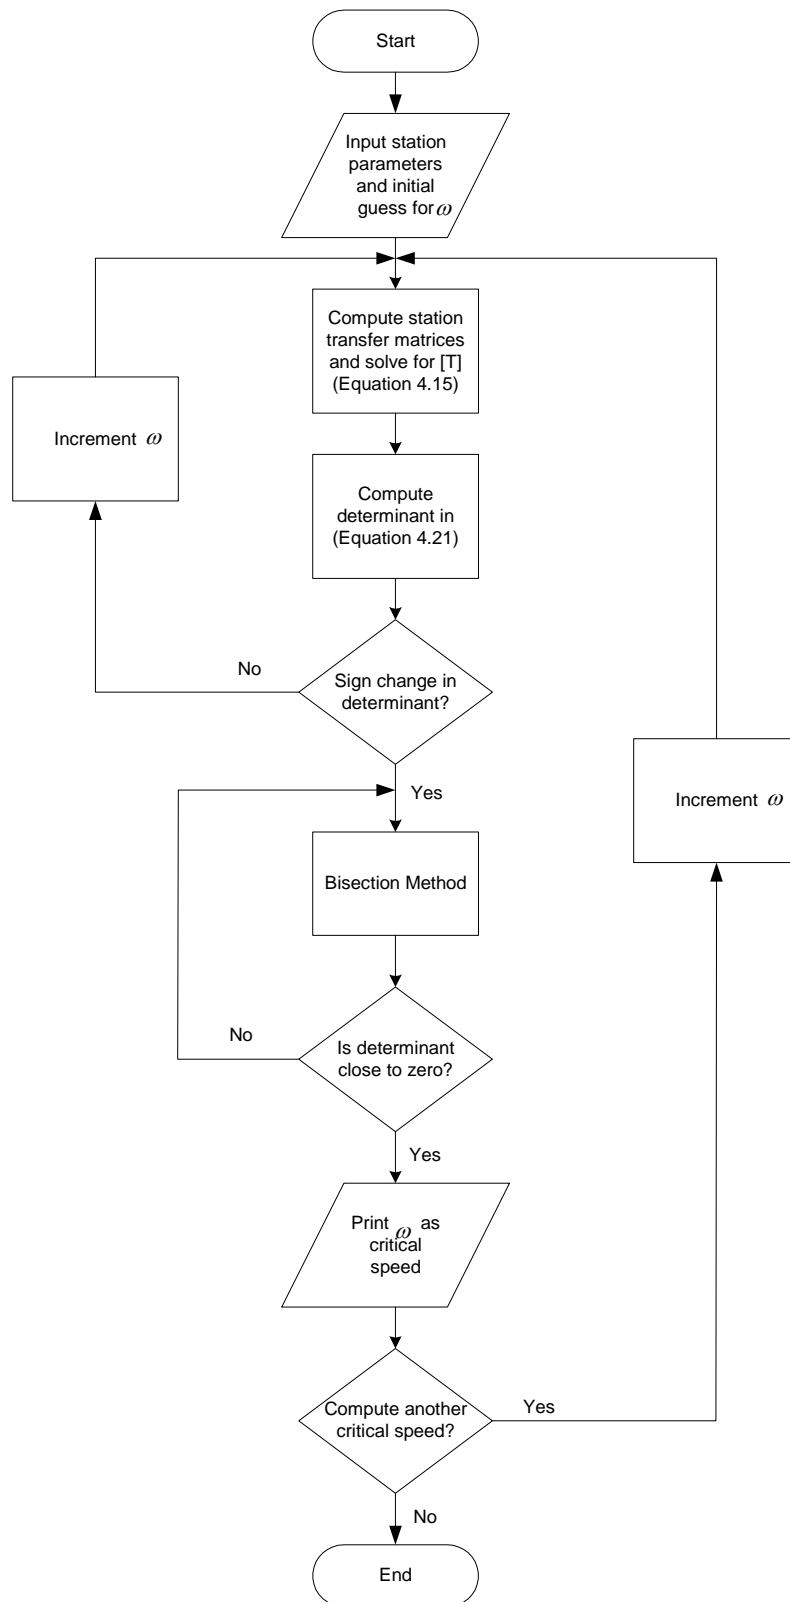 Start
Input station
parameters
and initial
guess for ω
Compute station
transfer matrices
and solve for [T]
(Equation 4.15)
Increment ω
Compute
determinant in
(Equation 4.21)
No
Sign change in
determinant?
Yes
Increment ω
Bisection Method
No
Is determinant
close to zero?
Yes
Print ω as
critical
speed
Compute another
critical speed?
Yes
No
End